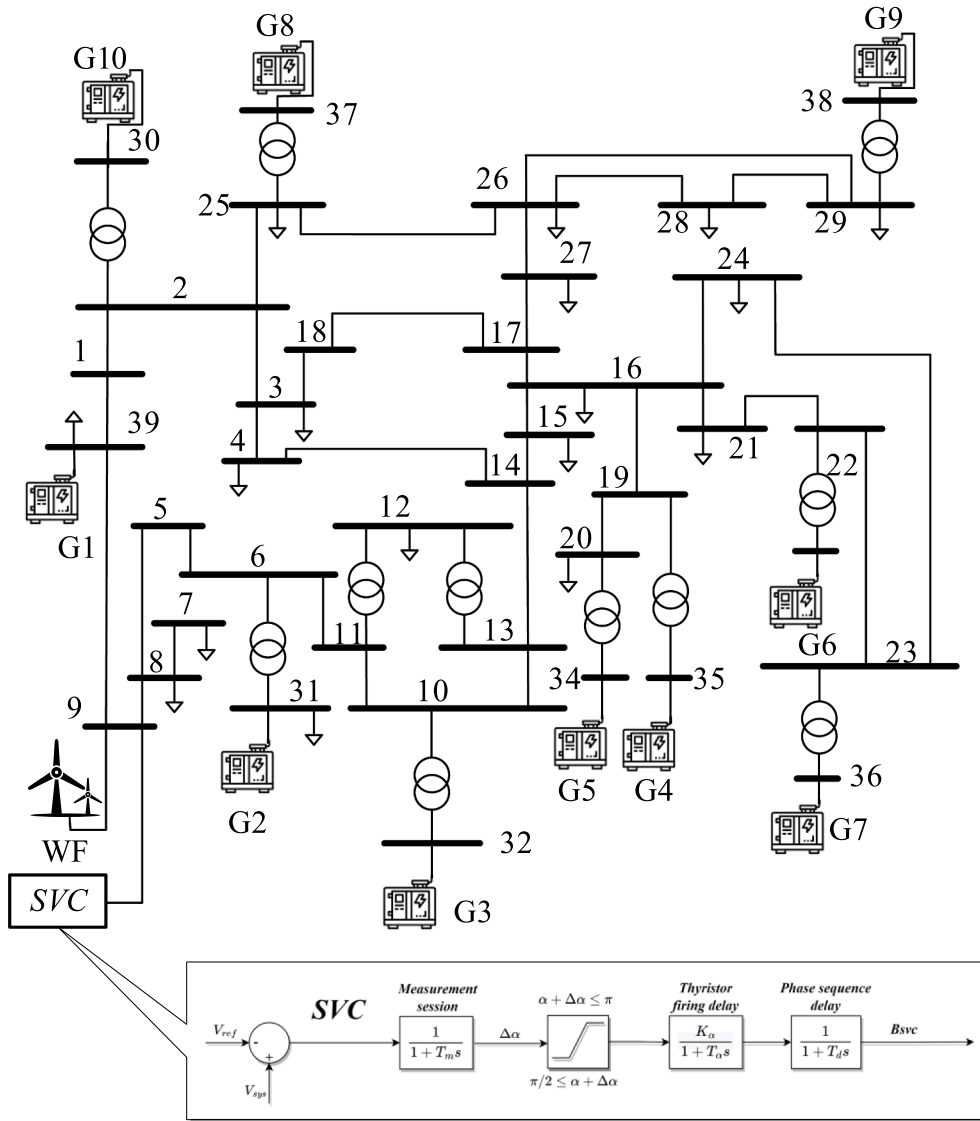 G9
G8
G10
38
37
30
26
25
28
29
27
24
2
18
17
1
16
3
15
39
4
14
21
19
22
12
5
G1
20
6
7
11
13
G6
8
23
34
35
31
10
9
36
G5
G4
G2
32
G7
WF
SVC
G3
Measurement
session
α + Δα ≤ π
Thyristor
firing delay
Phase sequence
delay
SVC
V_ref
-
+
1
1 + T_m s
Δα
K_α
1 + T_α s
1
1 + T_d s
Bsvc
π/2 ≤ α + Δα
V_sys